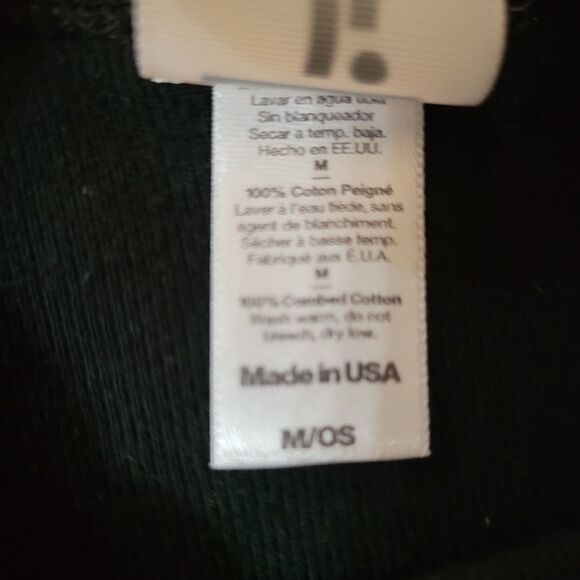 Lavar en agua tibia
Sin blanqueador
Secar a temp. baja.
Hecho en EE.UU.
M
100% Coton Peigné
Laver à l'eau tiède, sans
agent de blanchiment.
Sécher à basse temp.
Fabriqué aux É.U.A.
M
100% Combed Cotton
Wash warm, do not
bleach, dry low.
Made in USA
M/OS